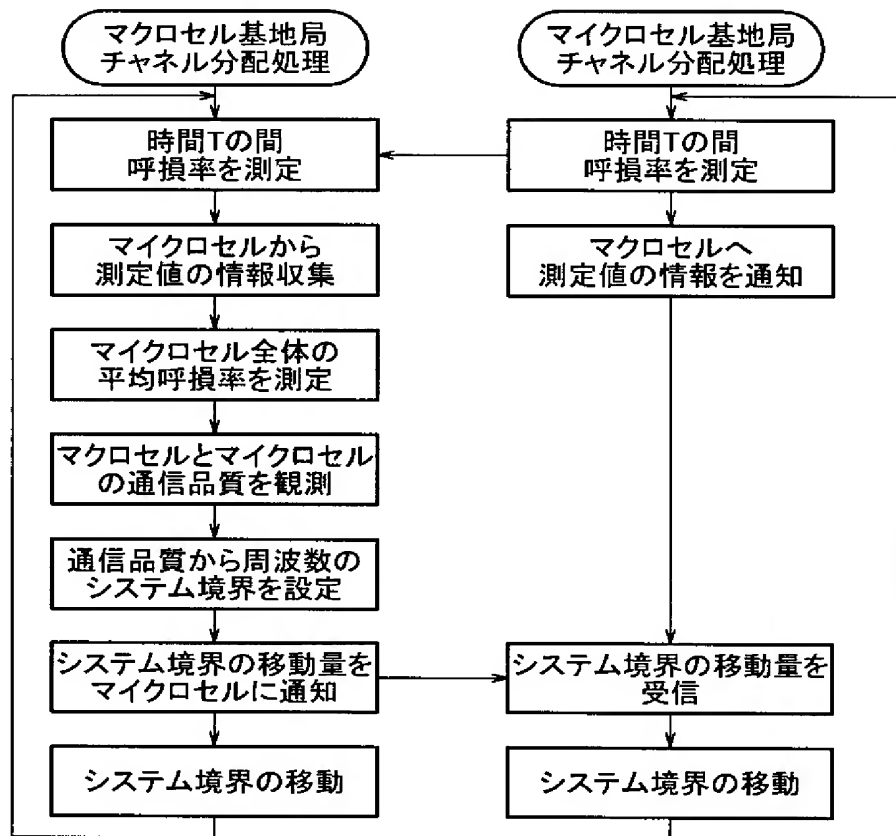 マクロセル基地局
チャネル分配処理
時間Tの間
呼損率を測定
マイクロセルから
測定値の情報収集
マイクロセル全体の
平均呼損率を測定
マクロセルとマイクロセル
の通信品質を観測
通信品質から周波数の
システム境界を設定
システム境界の移動量を
マイクロセルに通知
システム境界の移動
マイクロセル基地局
チャネル分配処理
時間Tの間
呼損率を測定
マクロセルへ
測定値の情報を通知
システム境界の移動量を
受信
システム境界の移動